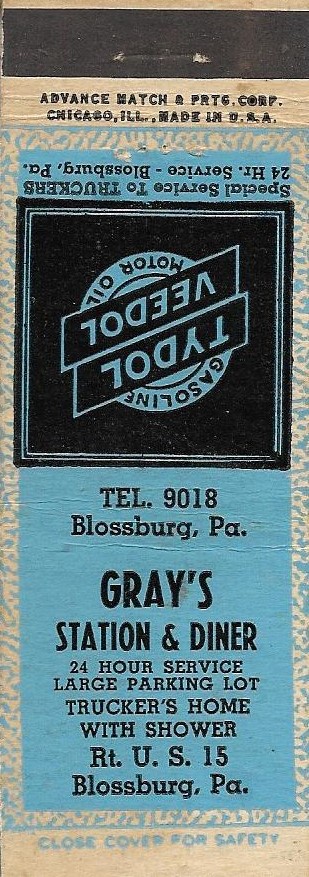 ADVANCE MATCH & PRTG. CORP.
CHICAGO, ILL., MADE IN U.S.A.
Special Service To TRUCKERS
24 Hr. Service - Blossburg, Pa.
GASOLINE
TYDOL
VEEDOL
MOTOR OIL
TEL. 9018
Blossburg, Pa.
GRAY'S
STATION & DINER
24 HOUR SERVICE
LARGE PARKING LOT
TRUCKER'S HOME
WITH SHOWER
Rt. U. S. 15
Blossburg, Pa.
CLOSE COVER FOR SAFETY